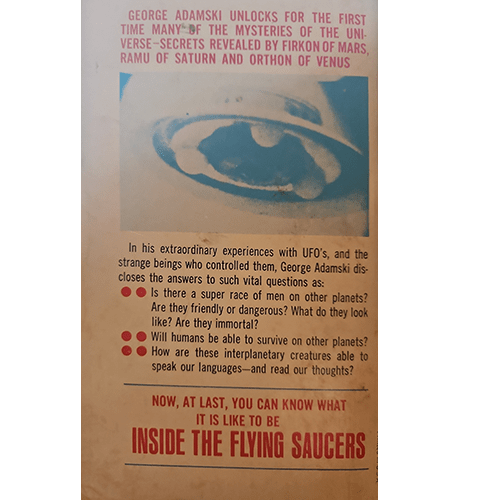 GEORGE ADAMSKI UNLOCKS FOR THE FIRST
TIME MANY OF THE MYSTERIES OF THE UNI-
VERSE–SECRETS REVEALED BY FIRKON OF MARS,
RAMU OF SATURN AND ORTHON OF VENUS
In his extraordinary experiences with UFO's, and the
strange beings who controlled them, George Adamski dis-
closes the answers to such vital questions as:
●● Is there a super race of men on other planets?
Are they friendly or dangerous? What do they look
like? Are they immortal?
●● Will humans be able to survive on other planets?
●● How are these interplanetary creatures able to
speak our languages—and read our thoughts?
NOW, AT LAST, YOU CAN KNOW WHAT
IT IS LIKE TO BE
INSIDE THE FLYING SAUCERS